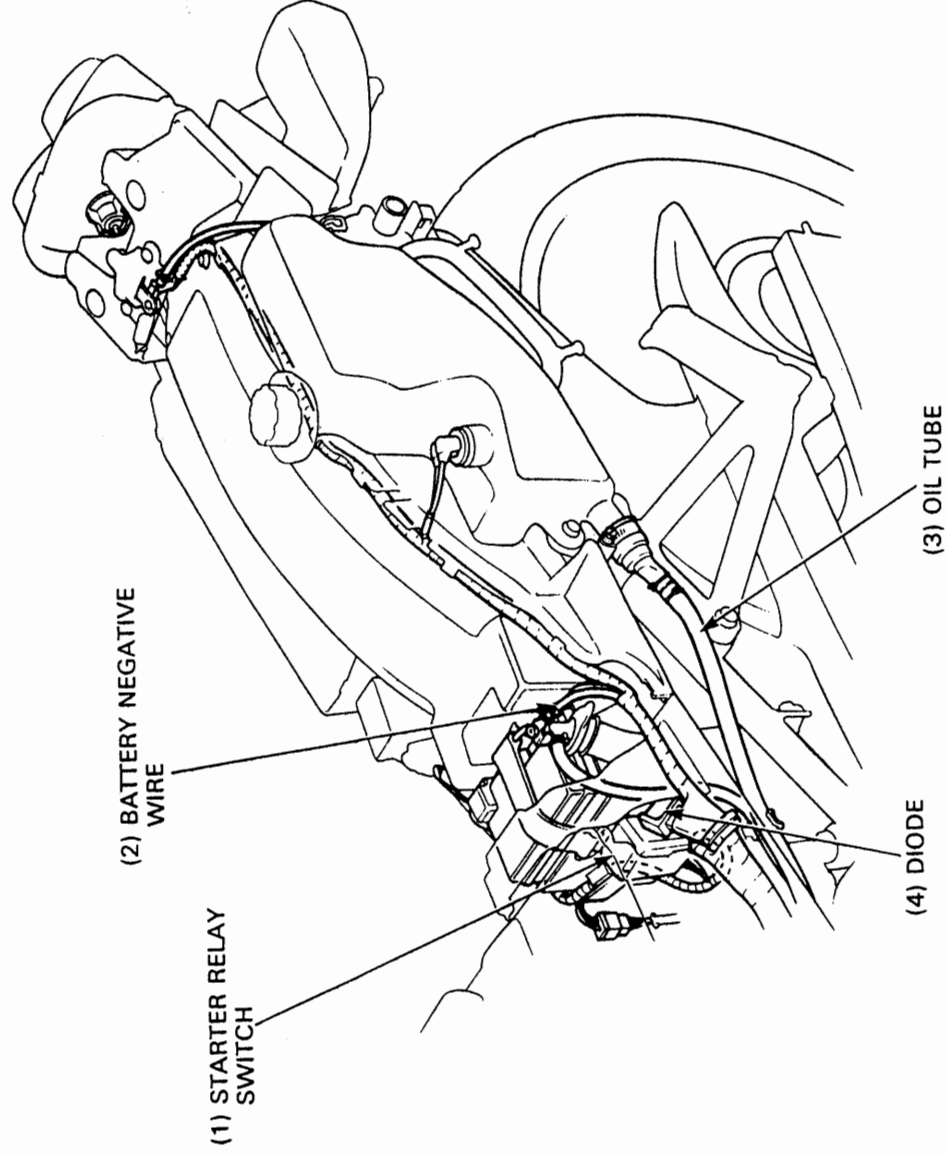 (1) STARTER RELAY
SWITCH
(2) BATTERY NEGATIVE
WIRE
(3) OIL TUBE
(4) DIODE